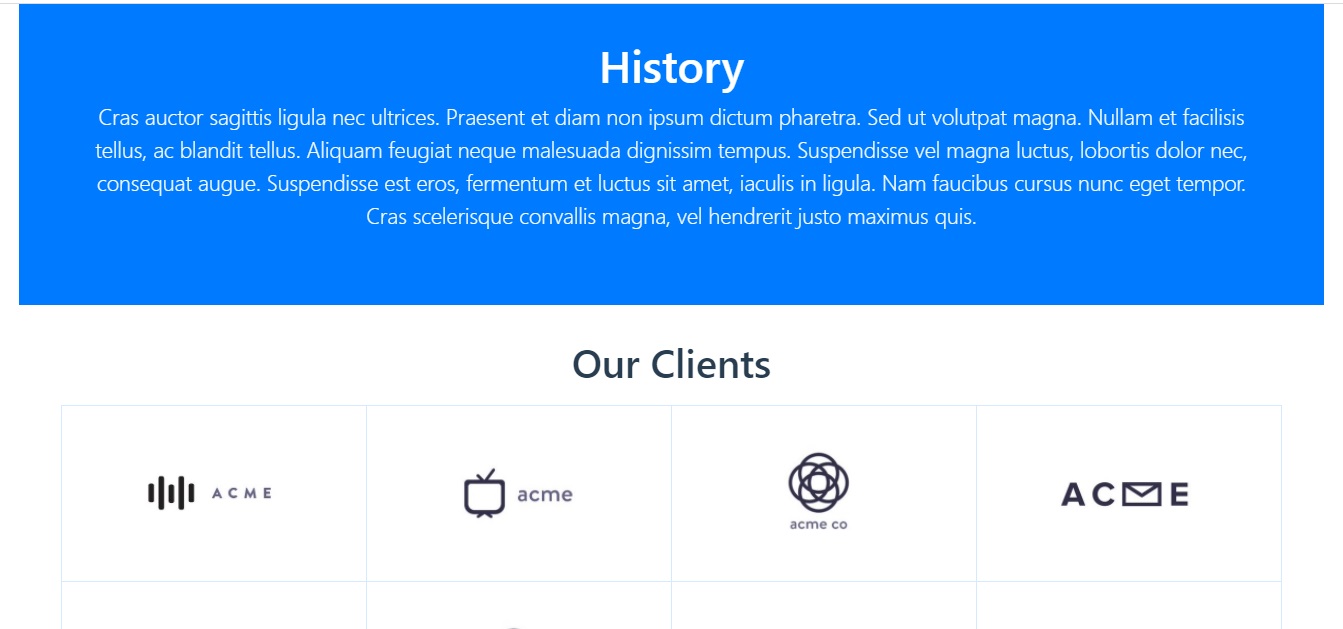 History
Cras auctor sagittis ligula nec ultrices. Praesent et diam non ipsum dictum pharetra. Sed ut volutpat magna. Nullam et facilisis
tellus, ac blandit tellus. Aliquam feugiat neque malesuada dignissim tempus. Suspendisse vel magna luctus, lobortis dolor nec,
consequat augue. Suspendisse est eros, fermentum et luctus sit amet, iaculis in ligula. Nam faucibus cursus nunc eget tempor.
Cras scelerisque convallis magna, vel hendrerit justo maximus quis.
Our Clients
ACME
acme
acme co
ACME